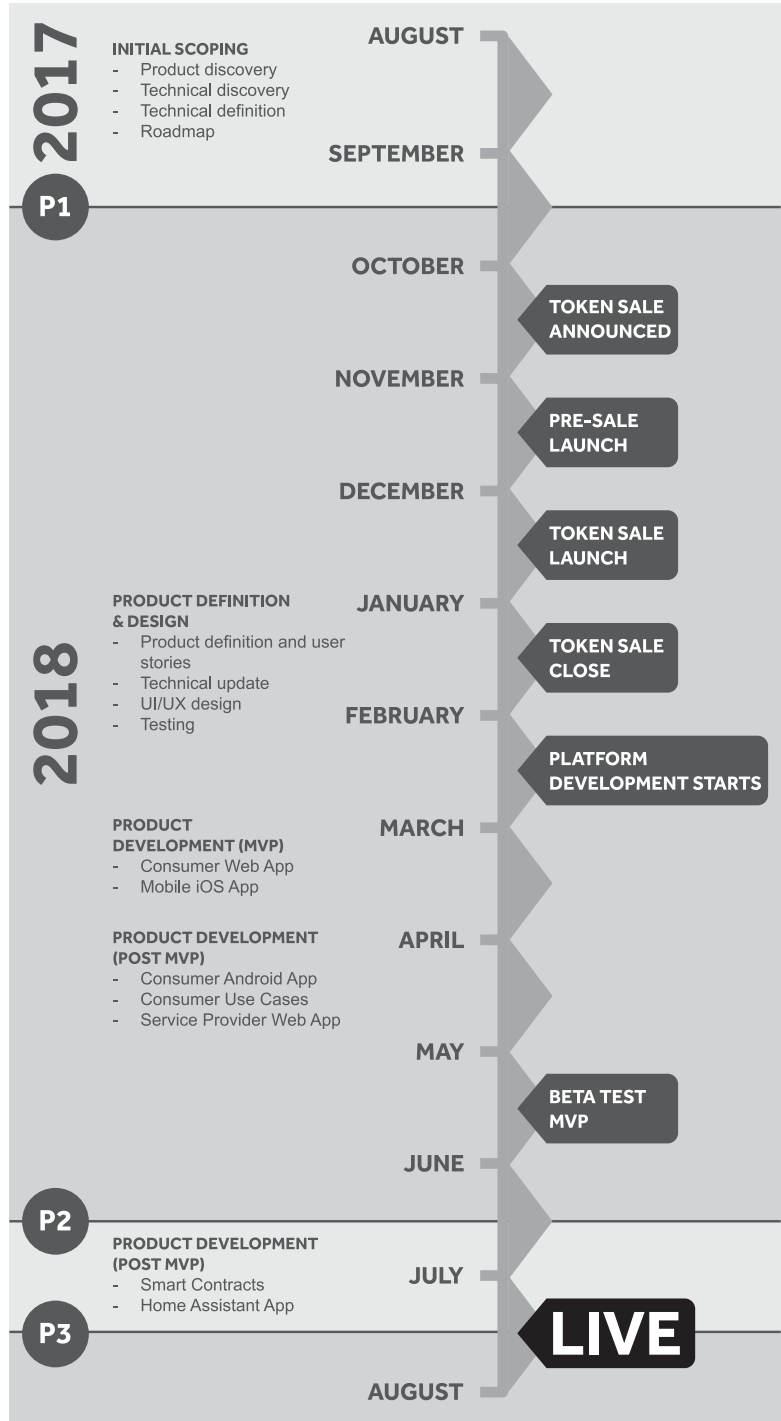 2017
INITIAL SCOPING
- Product discovery
- Technical discovery
- Technical definition
- Roadmap
AUGUST
SEPTEMBER
P1
OCTOBER
TOKEN SALE
ANNOUNCED
NOVEMBER
PRE-SALE
LAUNCH
DECEMBER
TOKEN SALE
LAUNCH
2018
PRODUCT DEFINITION
& DESIGN
- Product definition and user
stories
- Technical update
- UI/UX design
- Testing
JANUARY
TOKEN SALE
CLOSE
FEBRUARY
PLATFORM
DEVELOPMENT STARTS
PRODUCT
DEVELOPMENT (MVP)
- Consumer Web App
- Mobile iOS App
MARCH
PRODUCT DEVELOPMENT
(POST MVP)
- Consumer Android App
- Consumer Use Cases
- Service Provider Web App
APRIL
MAY
BETA TEST
MVP
JUNE
P2
PRODUCT DEVELOPMENT
(POST MVP)
- Smart Contracts
- Home Assistant App
JULY
P3
LIVE
AUGUST